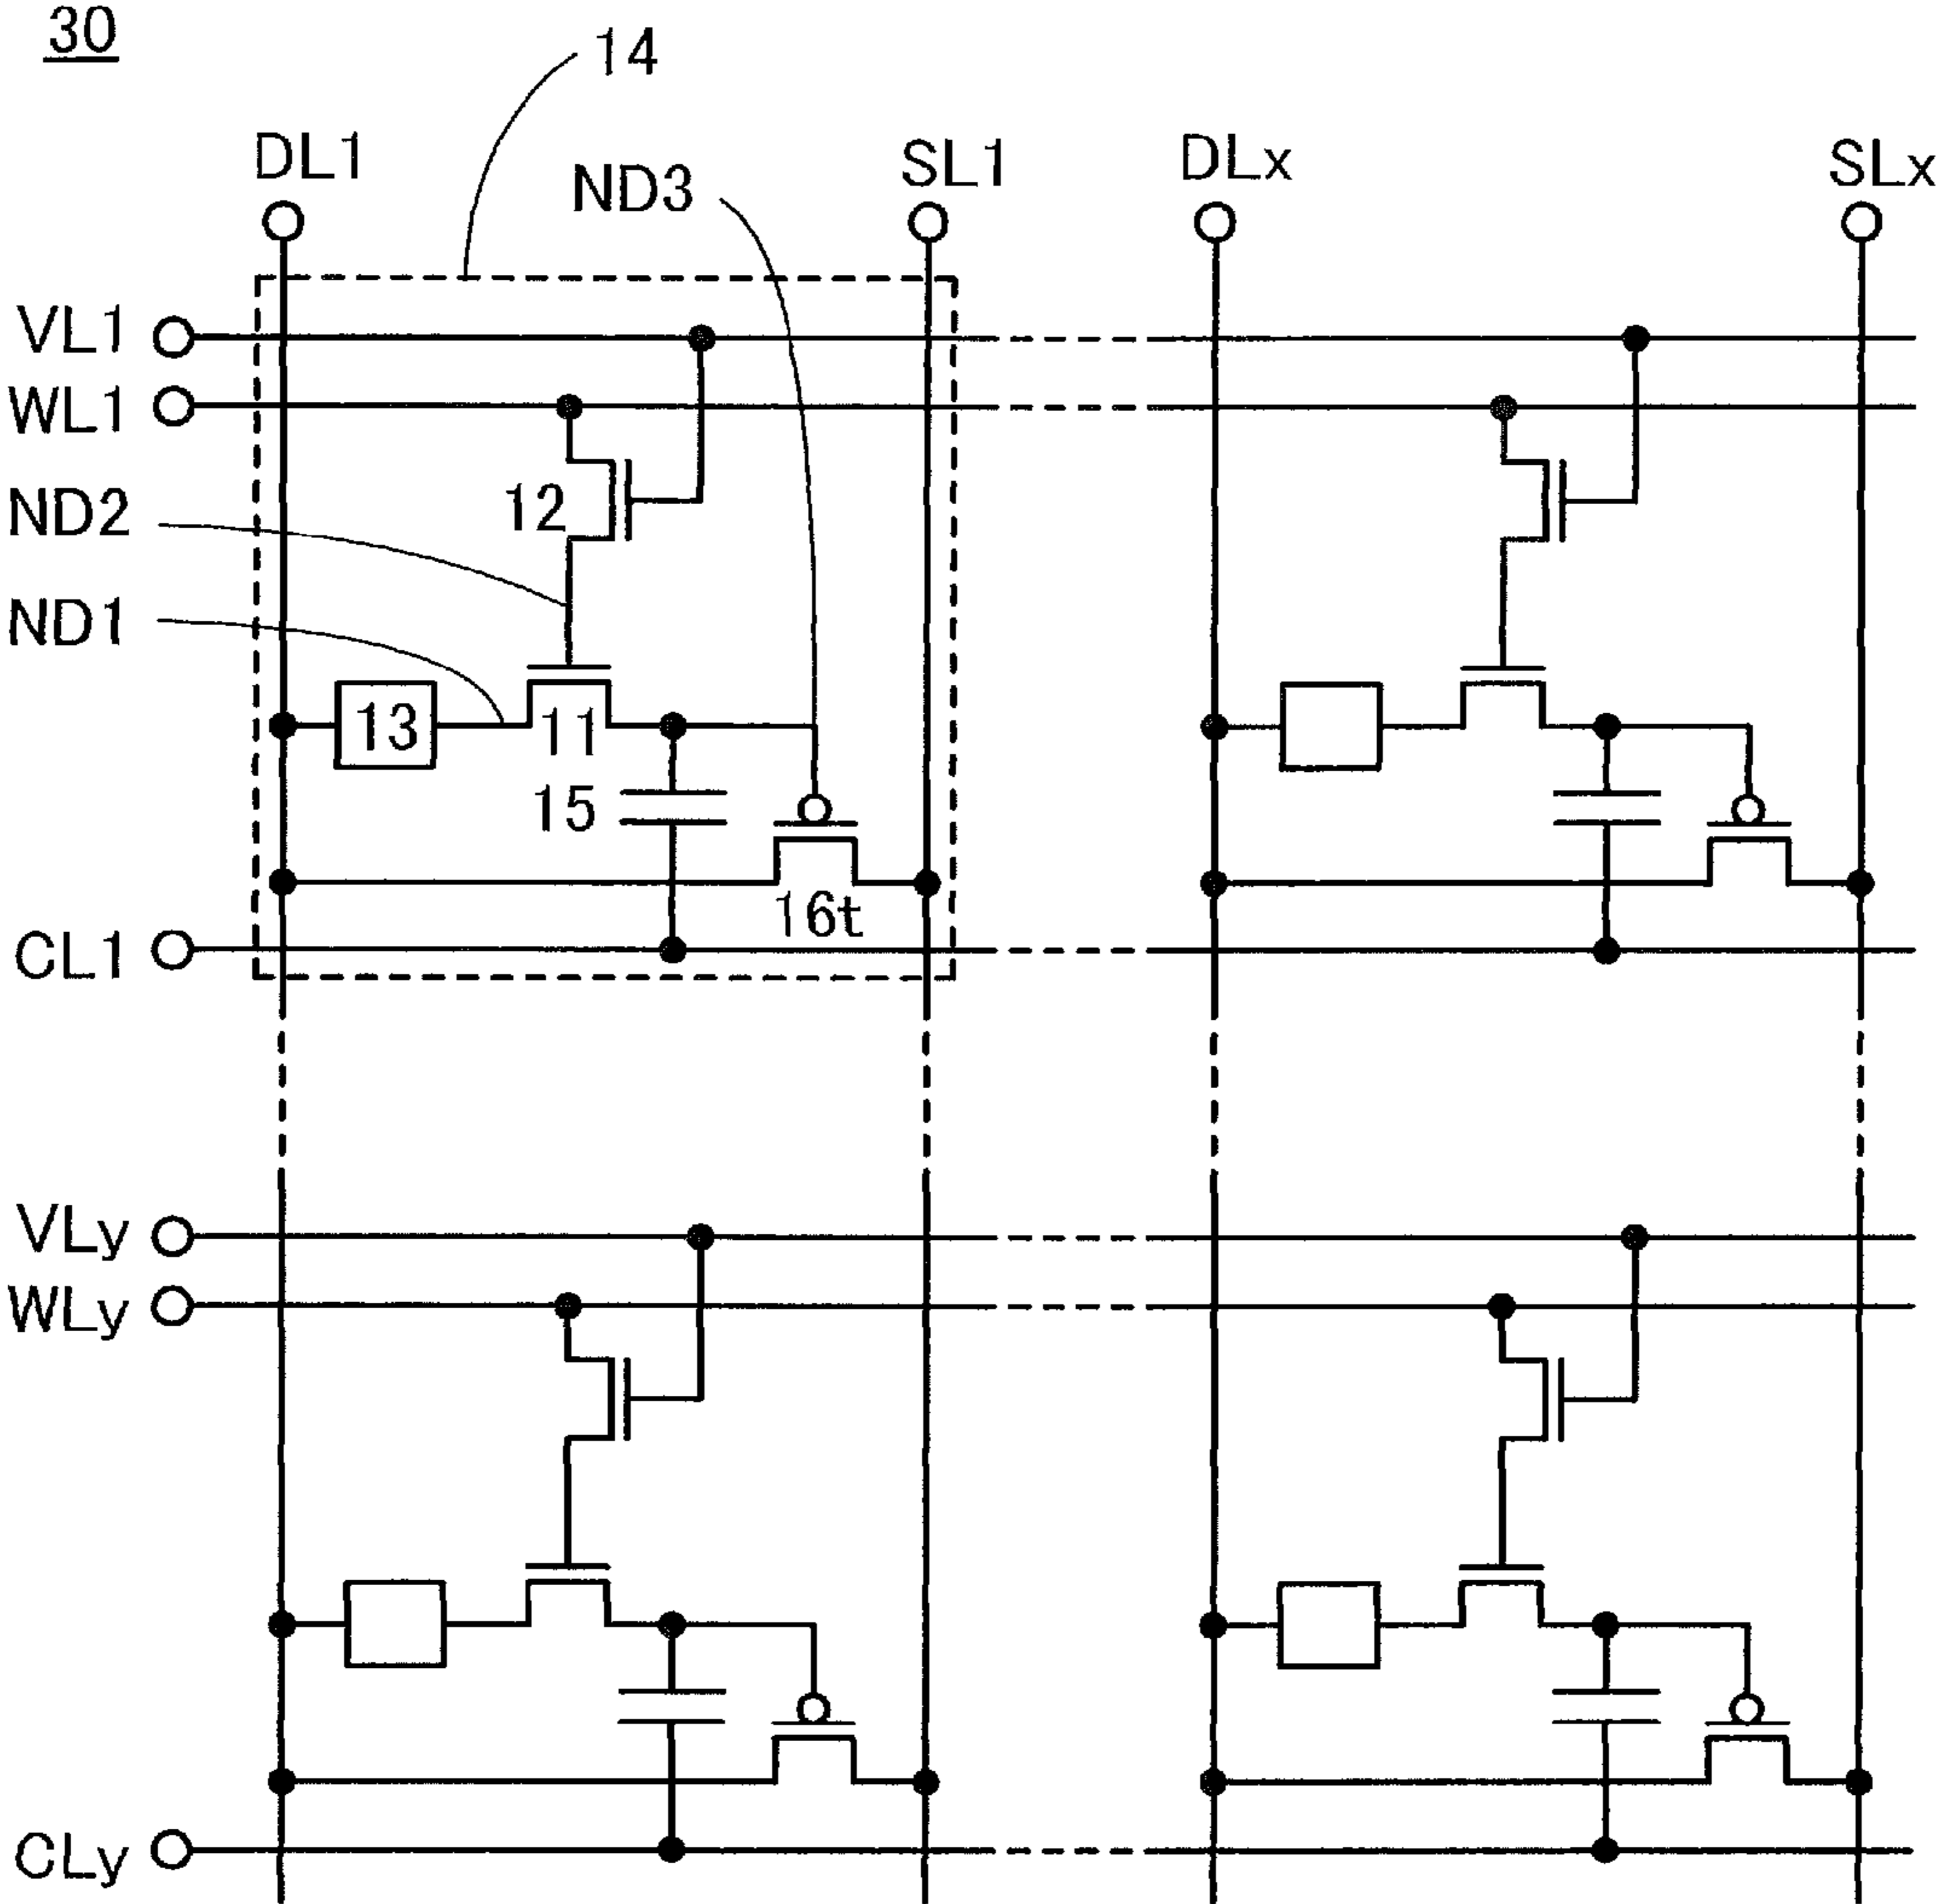 30
14
DL1
ND3
SL1
DLx
SLx
VL1
WL1
ND2
12
ND1
13
11
15
16t
CL1
VLy
WLy
CLy